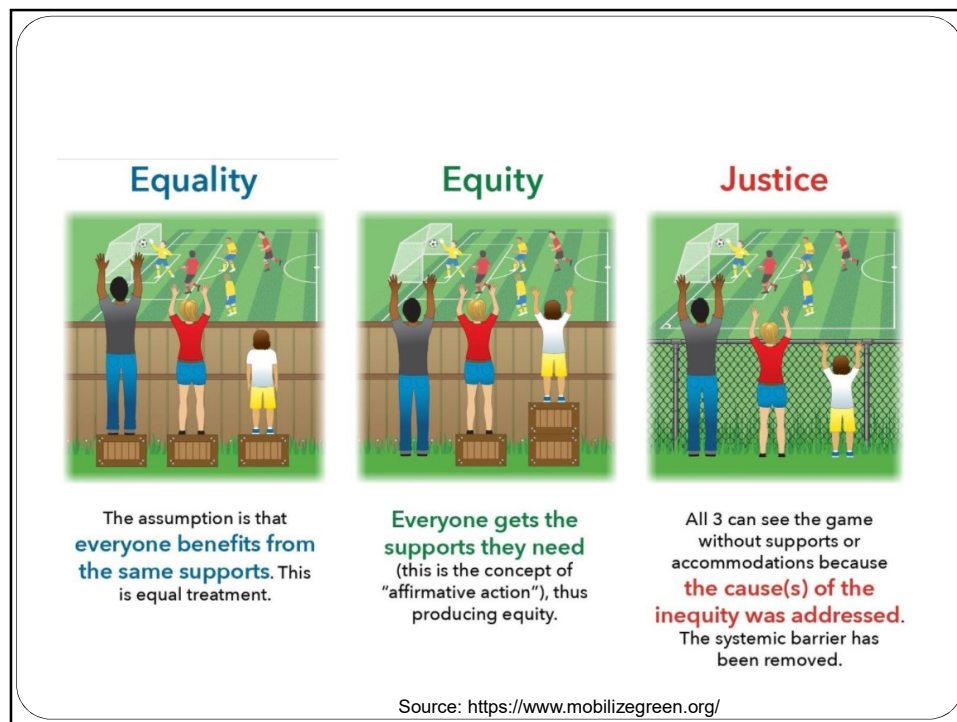 Equality
Equity
Justice
The assumption is that
everyone benefits from
the same supports. This
is equal treatment.
Everyone gets the
supports they need
(this is the concept of
“affirmative action”), thus
producing equity.
All 3 can see the game
without supports or
accommodations because
the cause(s) of the
inequity was addressed.
The systemic barrier has
been removed.
Source: https://www.mobilizegreen.org/